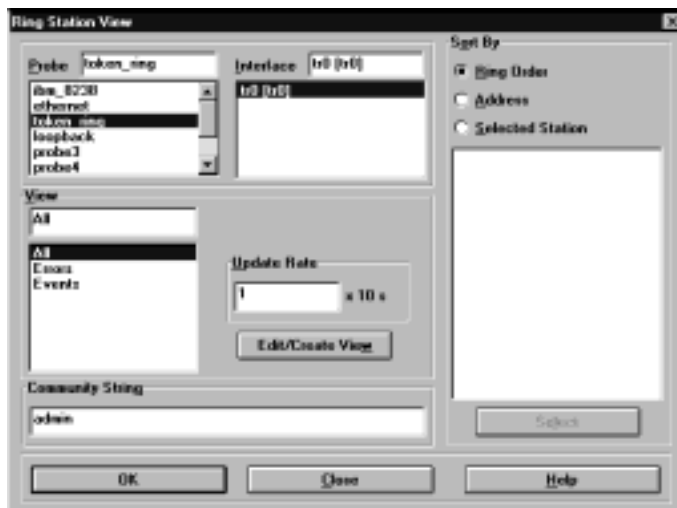 Ring Station View
Probe token_ring
ibm_8230
ethernet
token_ring
loopback
probe3
probe4
Interface tr0 [tr0]
tr0 [tr0]
Sort By
Ring Order
Address
Selected Station
View
All
All
Errors
Events
Update Rate
1 x 10 s
Edit/Create View
Community String
admin
Select
OK
Close
Help